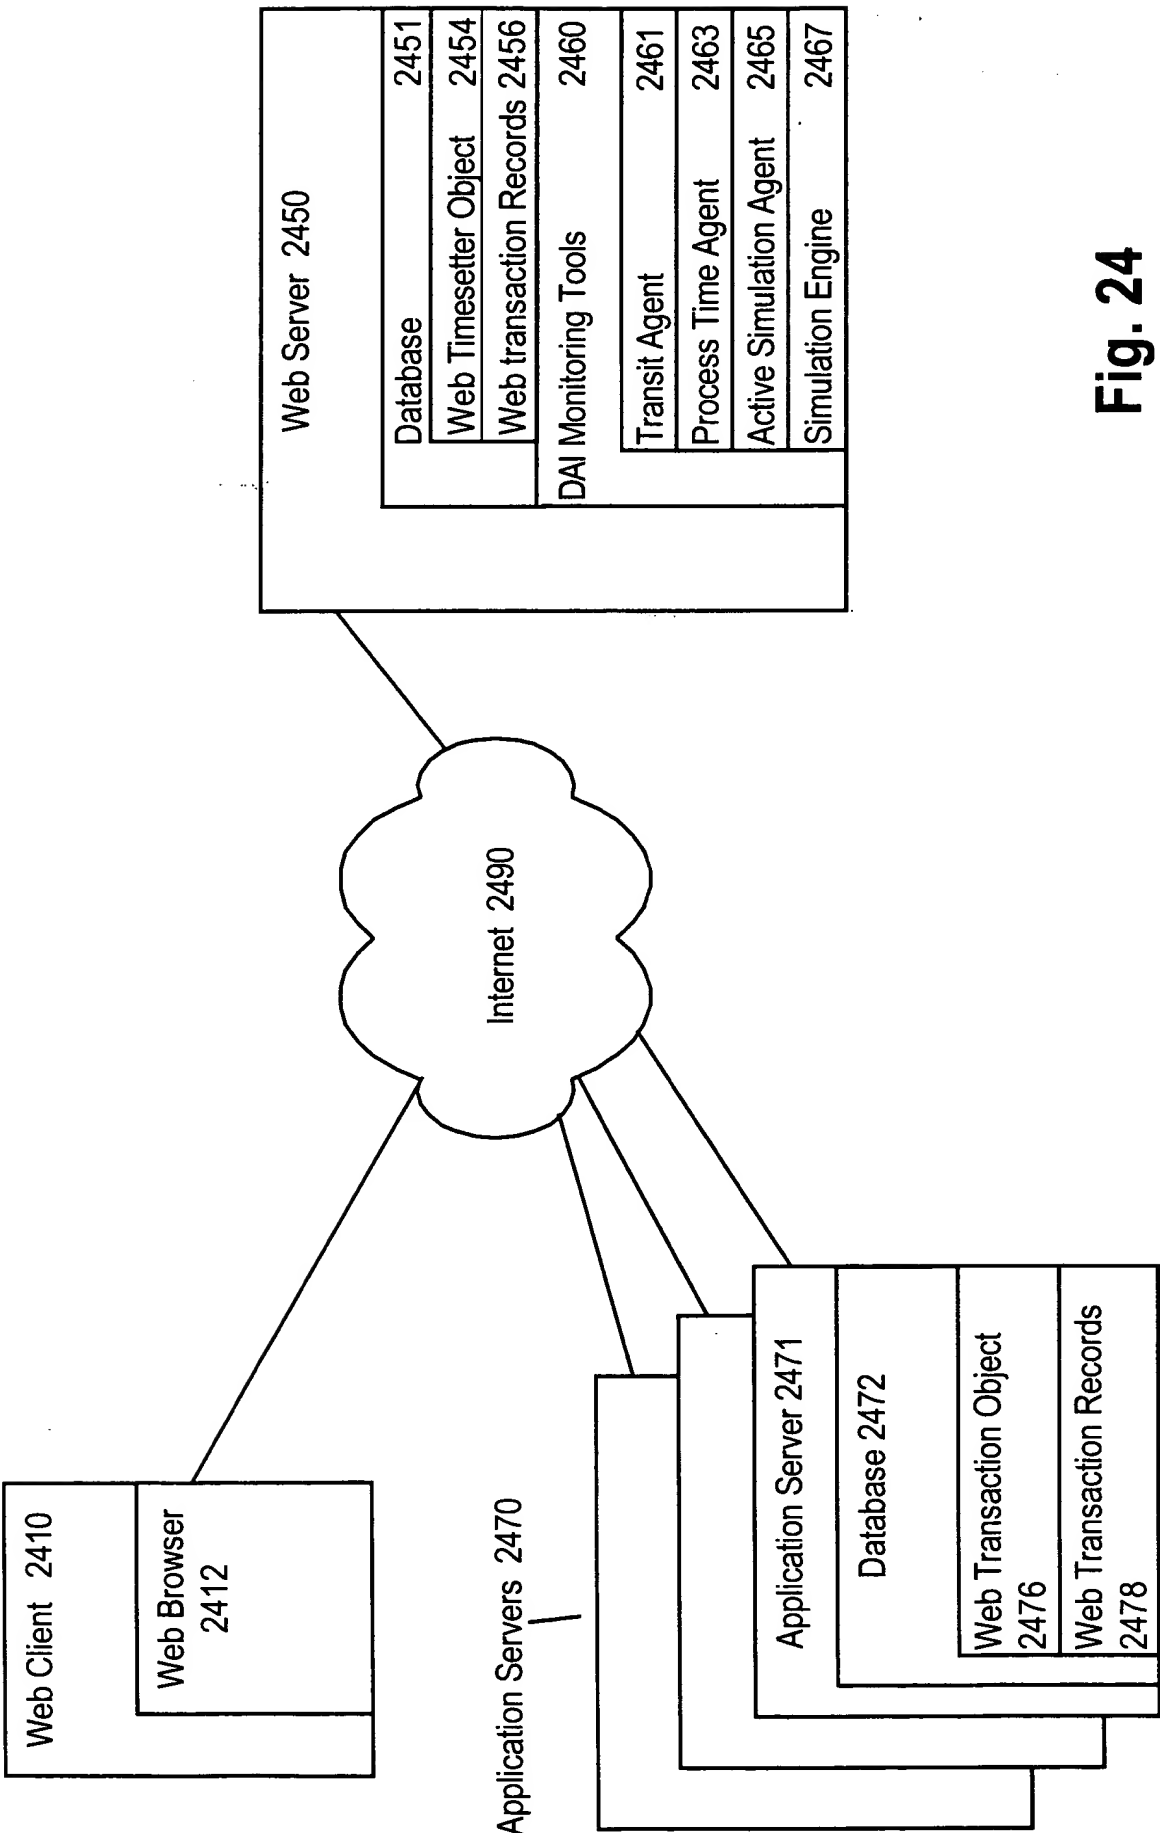 Web Client 2410
Web Browser
2412
Application Servers 2470
Application Server 2471
Database 2472
Web Transaction Object
2476
Web Transaction Records
2478
Internet 2490
Web Server 2450
Database 2451
Web Timesetter Object 2454
Web transaction Records 2456
DAI Monitoring Tools 2460
Transit Agent 2461
Process Time Agent 2463
Active Simulation Agent 2465
Simulation Engine 2467
Fig. 24